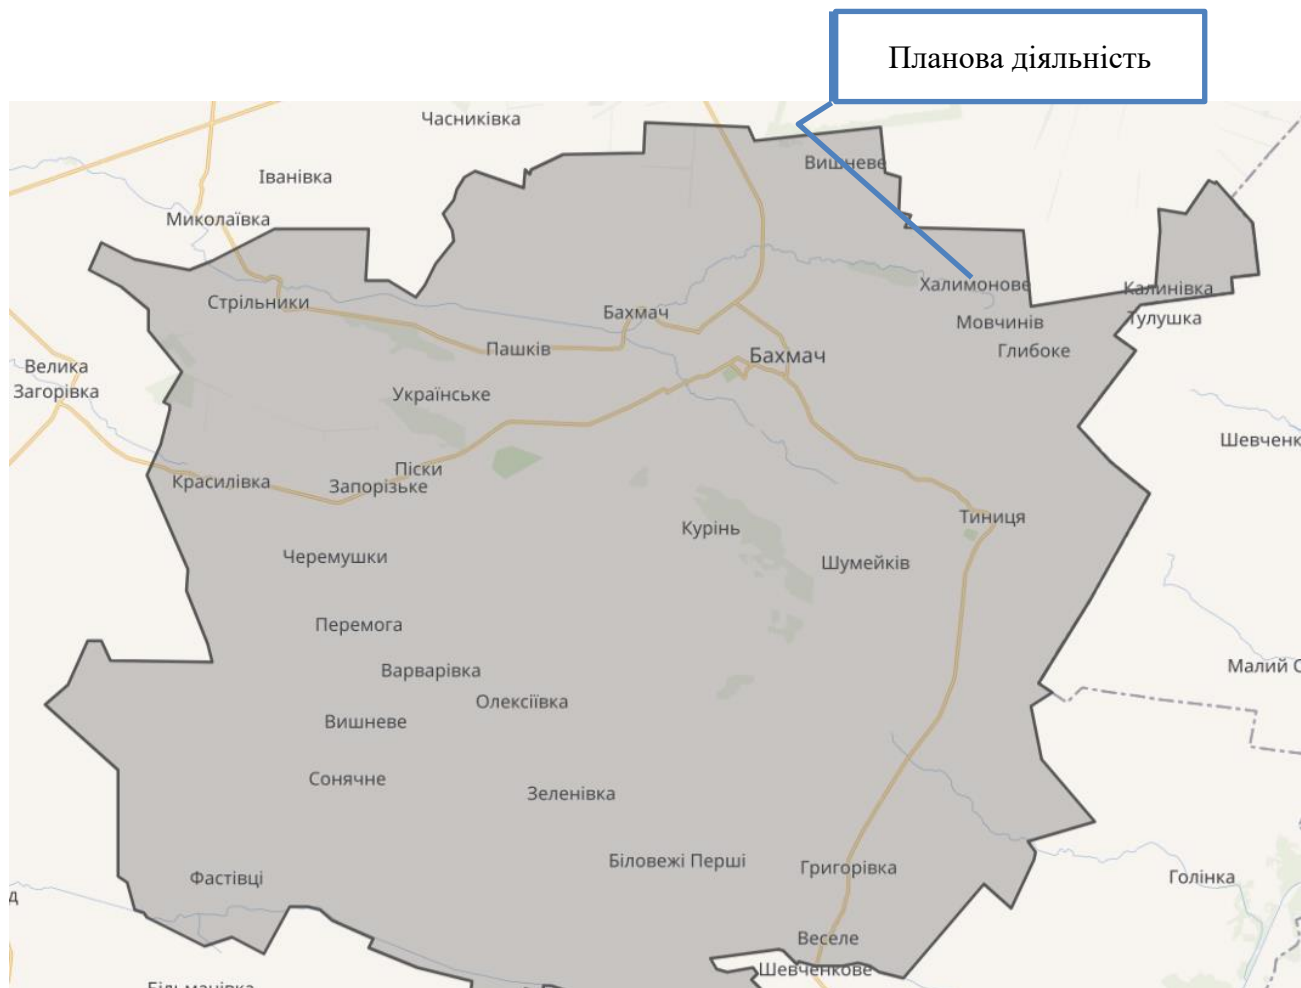 Планова діяльність
Часниківка
Вишневе
Іванівка
Миколаївка
Халимонове
Калинівка
Стрільники
Бахмач
Мовчинів
Тулушка
Пашків
Глибоке
Бахмач
Велика
Загорівка
Українське
Шевченк
Піски
Красилівка
Запорізьке
Тиниця
Курінь
Черемушки
Шумейків
Перемога
Варварівка
Малий С
Олексіївка
Вишневе
Сонячне
Зеленівка
Біловежі Перші
Григорівка
Фастівці
Голінка
д
Веселе
Шевченкове